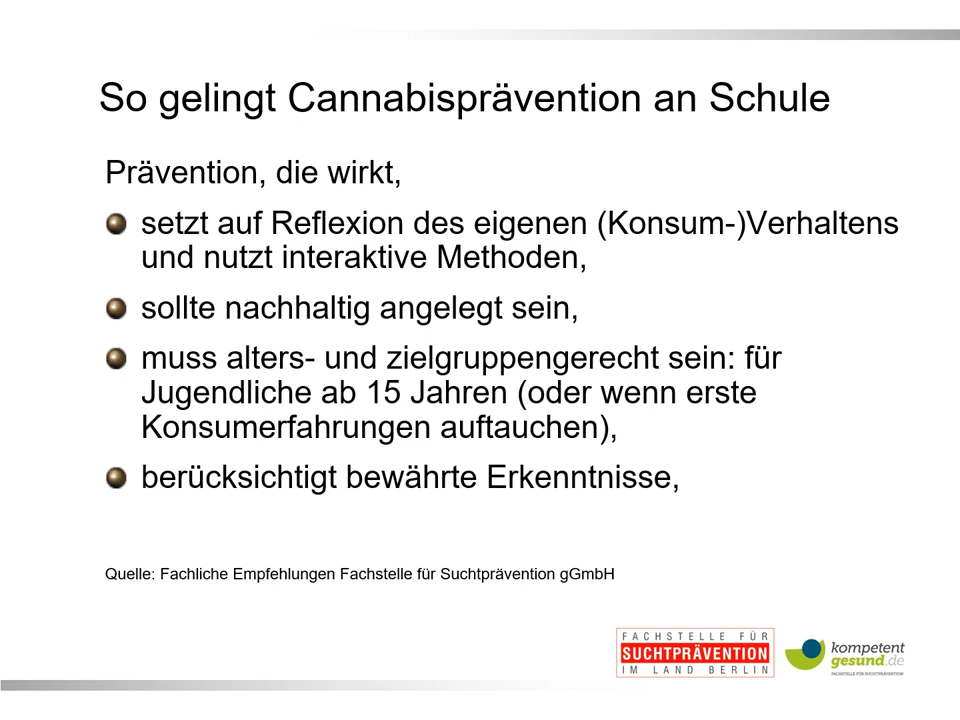 So gelingt Cannabisprävention an Schule
Prävention, die wirkt,
setzt auf Reflexion des eigenen (Konsum-)Verhaltens
und nutzt interaktive Methoden,
sollte nachhaltig angelegt sein,
muss alters- und zielgruppengerecht sein: für
Jugendliche ab 15 Jahren (oder wenn erste
Konsumerfahrungen auftauchen),
berücksichtigt bewährte Erkenntnisse,
Quelle: Fachliche Empfehlungen Fachstelle für Suchtprävention gGmbH
FACHSTELLE FÜR
SUCHTPRÄVENTION
IM LAND BERLIN
kompetent
gesund.de
FACHSTELLE FÜR SUCHTPRÄVENTION